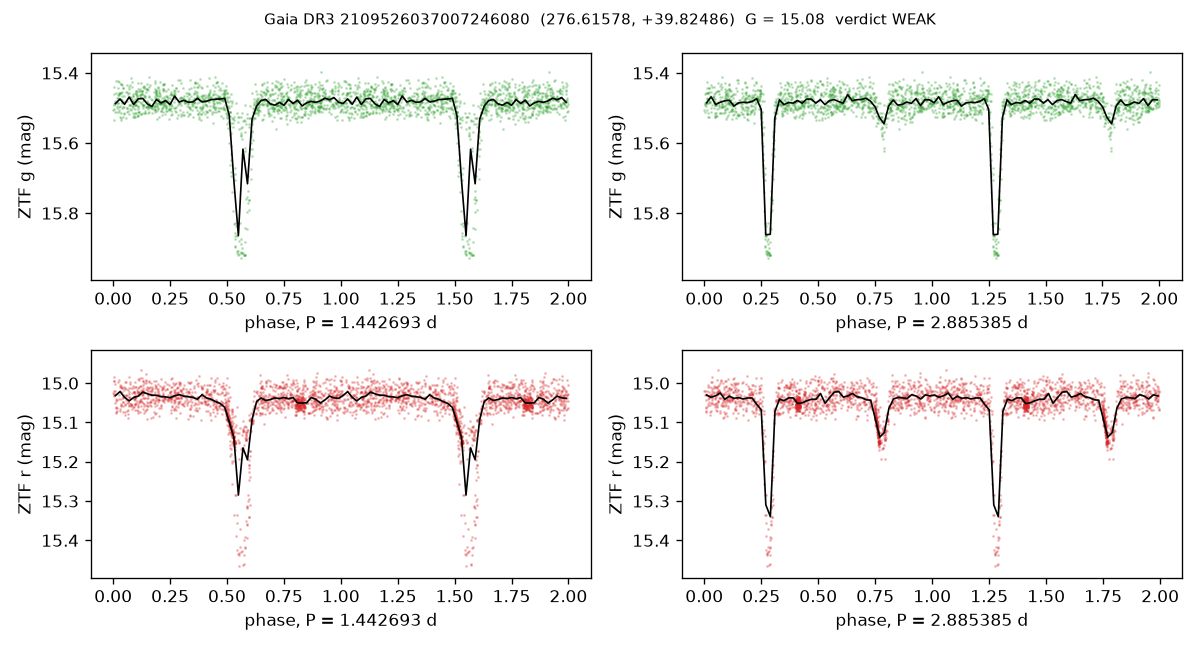 Gaia DR3 2109526037007246080 (276.61578, +39.82486) G = 15.08 verdict WEAK
ZTF g (mag)
15.4
15.6
15.8
0.00 0.25 0.50 0.75 1.00 1.25 1.50 1.75 2.00
phase, P = 1.442693 d
ZTF g (mag)
15.4
15.6
15.8
0.00 0.25 0.50 0.75 1.00 1.25 1.50 1.75 2.00
phase, P = 2.885385 d
ZTF r (mag)
15.0
15.1
15.2
15.3
15.4
0.00 0.25 0.50 0.75 1.00 1.25 1.50 1.75 2.00
phase, P = 1.442693 d
ZTF r (mag)
15.0
15.1
15.2
15.3
15.4
0.00 0.25 0.50 0.75 1.00 1.25 1.50 1.75 2.00
phase, P = 2.885385 d